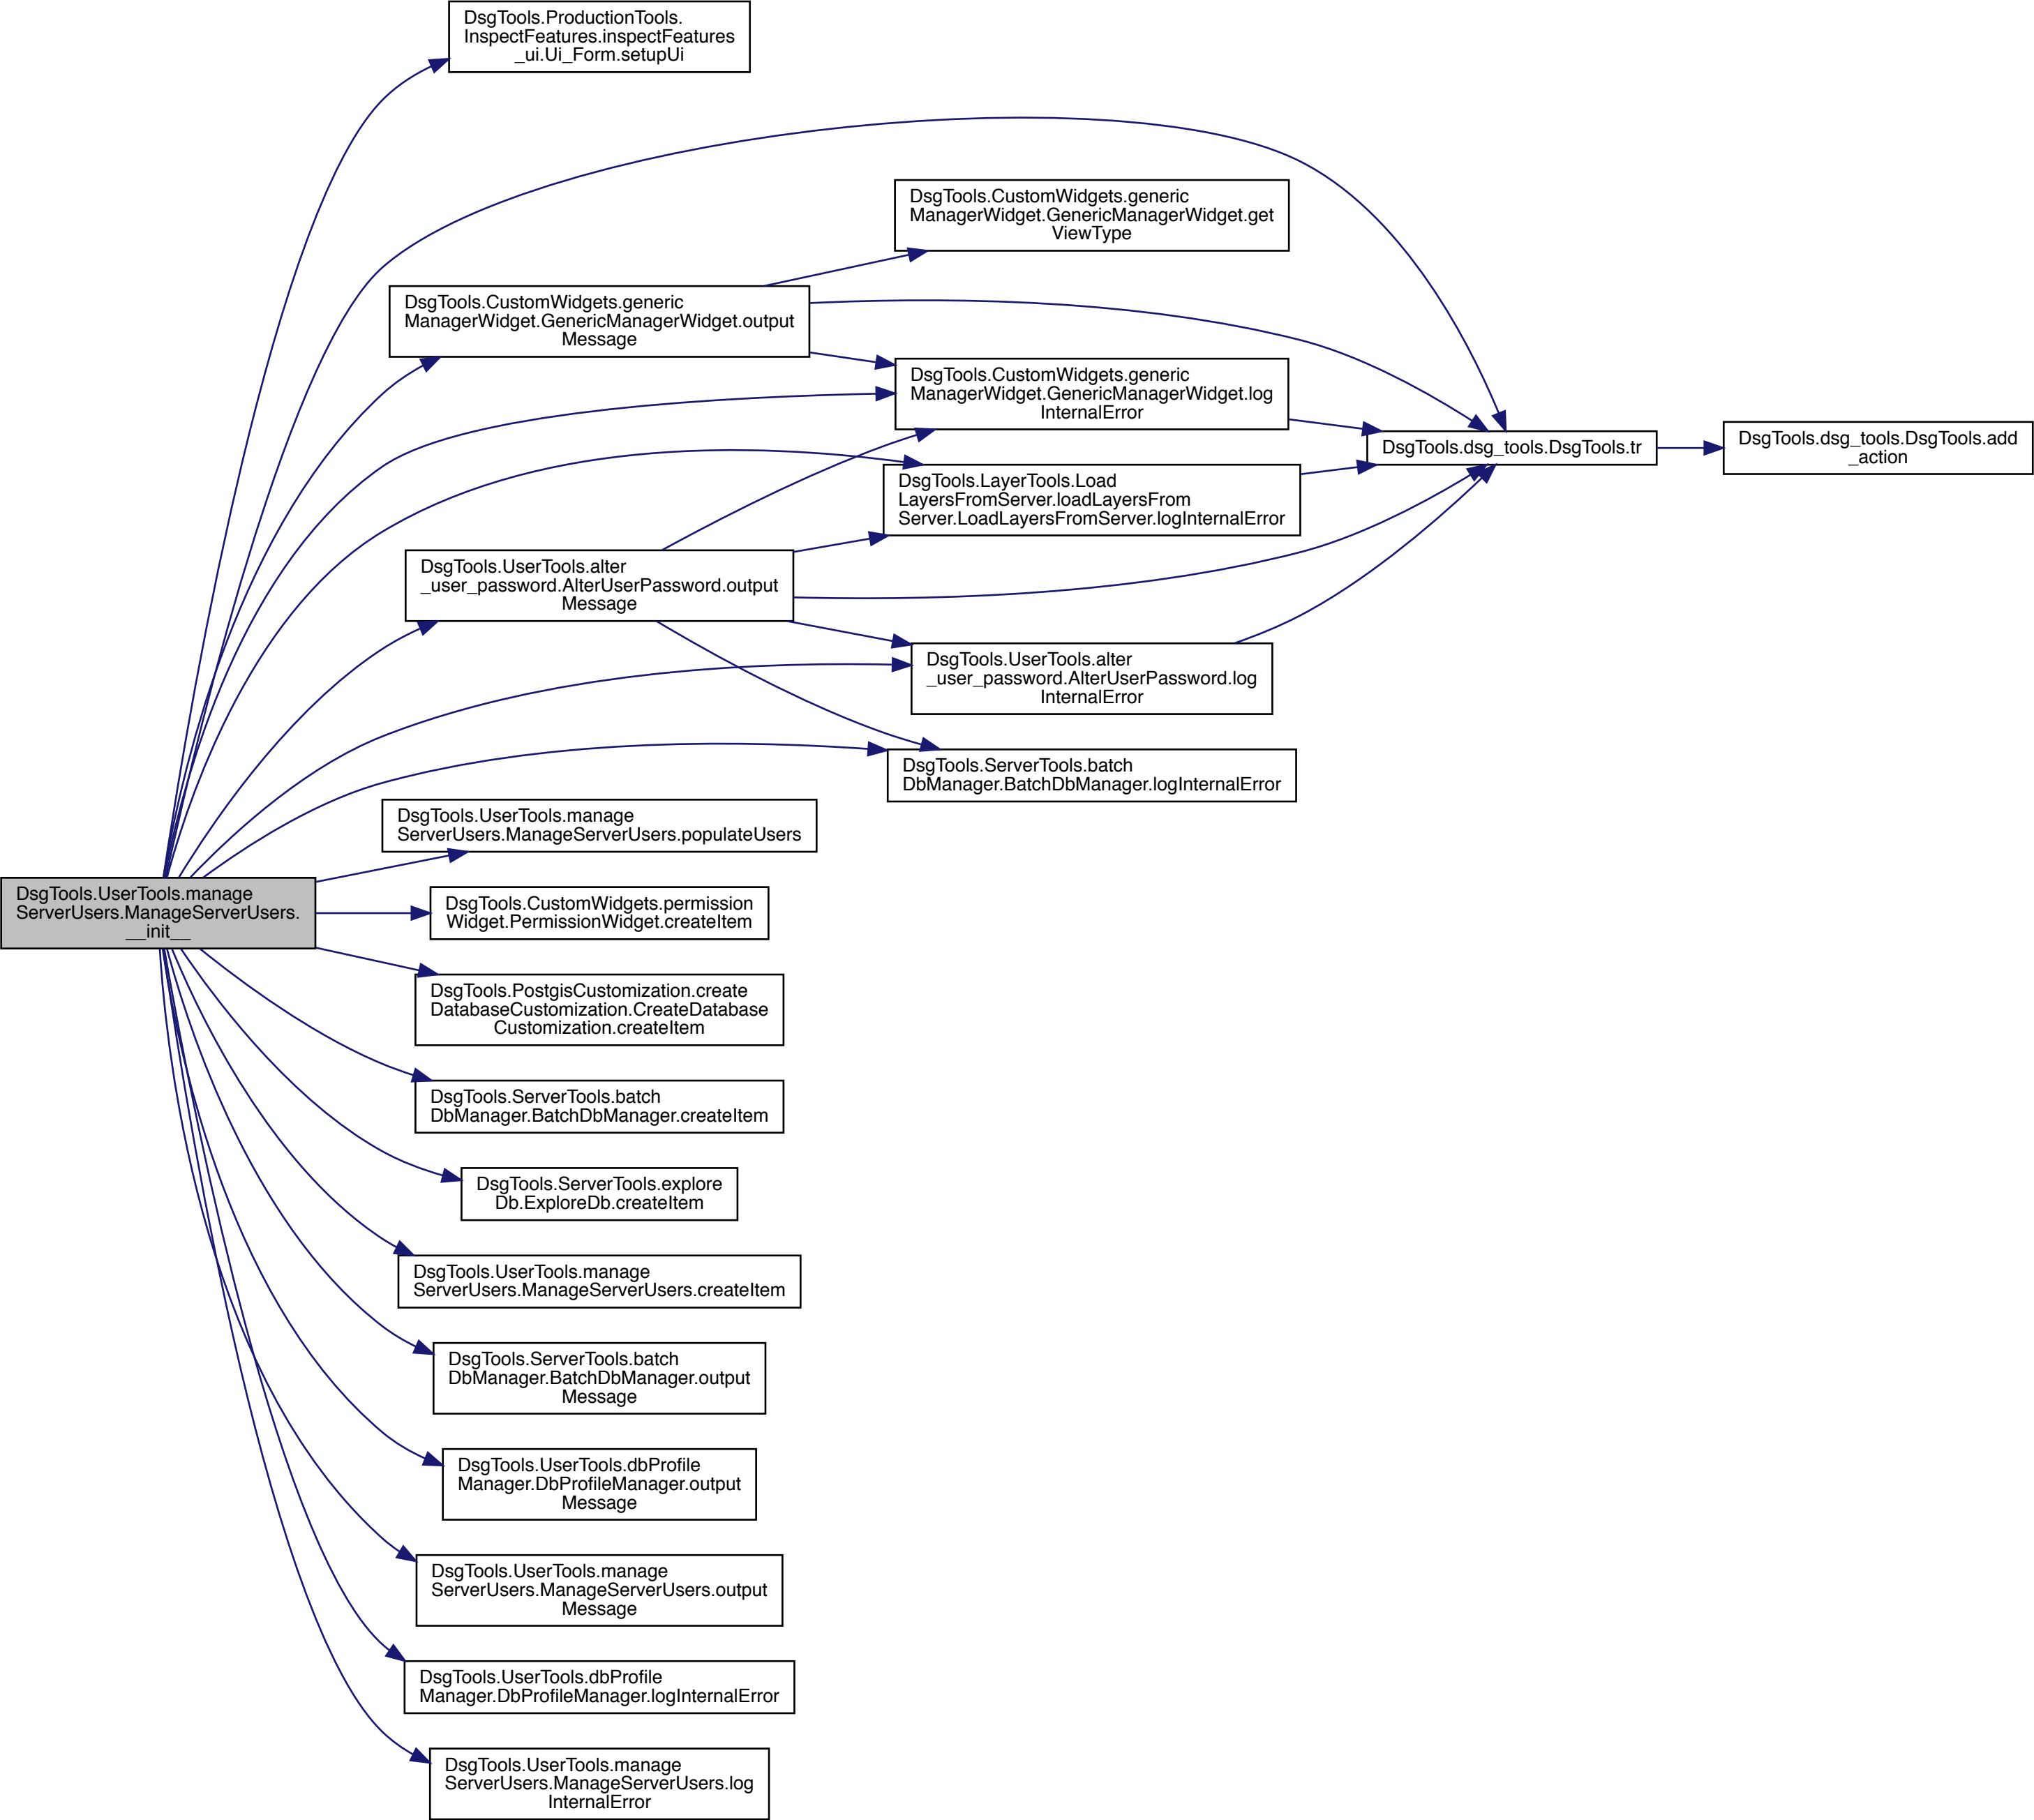 DsgTools.ProductionTools.
InspectFeatures.inspectFeatures
_ui.Ui_Form.setupUi
DsgTools.CustomWidgets.generic
ManagerWidget.GenericManagerWidget.get
ViewType
DsgTools.CustomWidgets.generic
ManagerWidget.GenericManagerWidget.output
Message
DsgTools.CustomWidgets.generic
ManagerWidget.GenericManagerWidget.log
InternalError
DsgTools.dsg_tools.DsgTools.tr
DsgTools.dsg_tools.DsgTools.add
_action
DsgTools.LayerTools.Load
LayersFromServer.loadLayersFrom
Server.LoadLayersFromServer.logInternalError
DsgTools.UserTools.alter
_user_password.AlterUserPassword.output
Message
DsgTools.UserTools.alter
_user_password.AlterUserPassword.log
InternalError
DsgTools.ServerTools.batch
DbManager.BatchDbManager.logInternalError
DsgTools.UserTools.manage
ServerUsers.ManageServerUsers.populateUsers
DsgTools.UserTools.manage
ServerUsers.ManageServerUsers.
__init__
DsgTools.CustomWidgets.permission
Widget.PermissionWidget.createItem
DsgTools.PostgisCustomization.create
DatabaseCustomization.CreateDatabase
Customization.createItem
DsgTools.ServerTools.batch
DbManager.BatchDbManager.createItem
DsgTools.ServerTools.explore
Db.ExploreDb.createItem
DsgTools.UserTools.manage
ServerUsers.ManageServerUsers.createItem
DsgTools.ServerTools.batch
DbManager.BatchDbManager.output
Message
DsgTools.UserTools.dbProfile
Manager.DbProfileManager.output
Message
DsgTools.UserTools.manage
ServerUsers.ManageServerUsers.output
Message
DsgTools.UserTools.dbProfile
Manager.DbProfileManager.logInternalError
DsgTools.UserTools.manage
ServerUsers.ManageServerUsers.log
InternalError